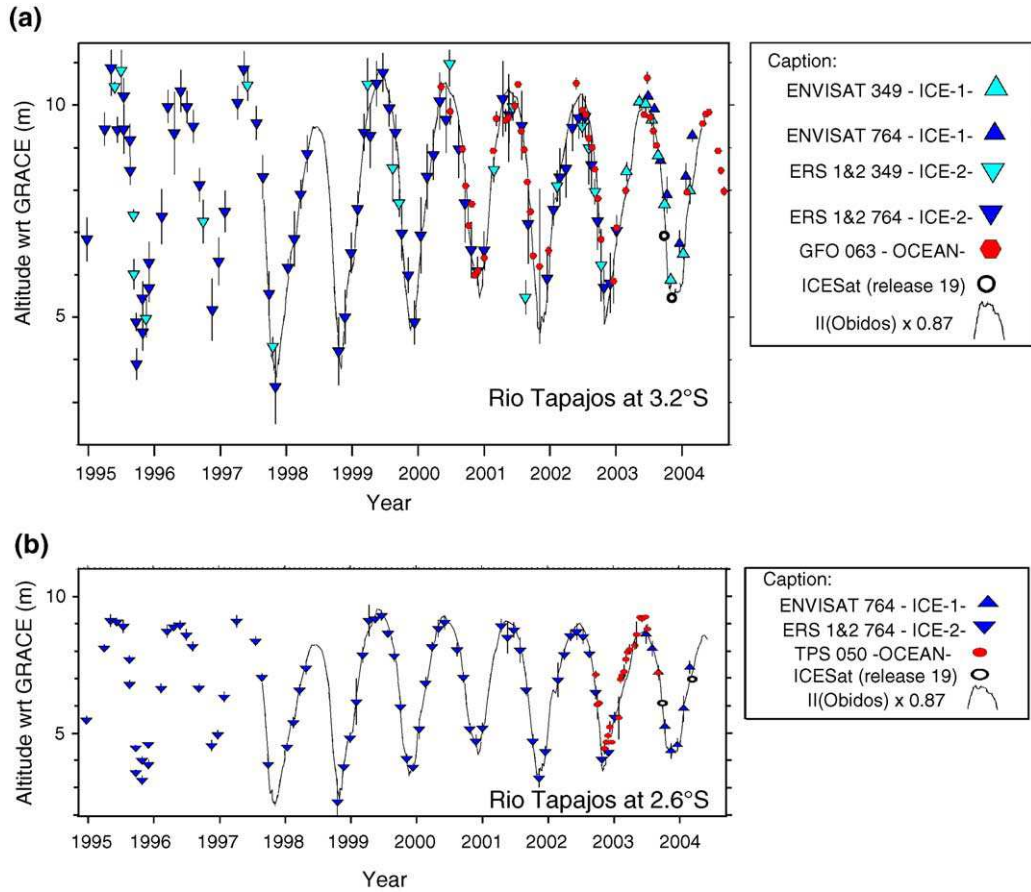 (a)
Altitude wrt GRACE (m)
10
5
Rio Tapajos at 3.2°S
1995 1996 1997 1998 1999 2000 2001 2002 2003 2004
Year
Caption:
ENVISAT 349 - ICE-1-
ENVISAT 764 - ICE-1-
ERS 1&2 349 - ICE-2-
ERS 1&2 764 - ICE-2-
GFO 063 - OCEAN-
ICESat (release 19)
II(Obidos) x 0.87
(b)
Altitude wrt GRACE (m)
10
5
Rio Tapajos at 2.6°S
1995 1996 1997 1998 1999 2000 2001 2002 2003 2004
Year
Caption:
ENVISAT 764 - ICE-1-
ERS 1&2 764 - ICE-2-
TPS 050 -OCEAN-
ICESat (release 19)
II(Obidos) x 0.87